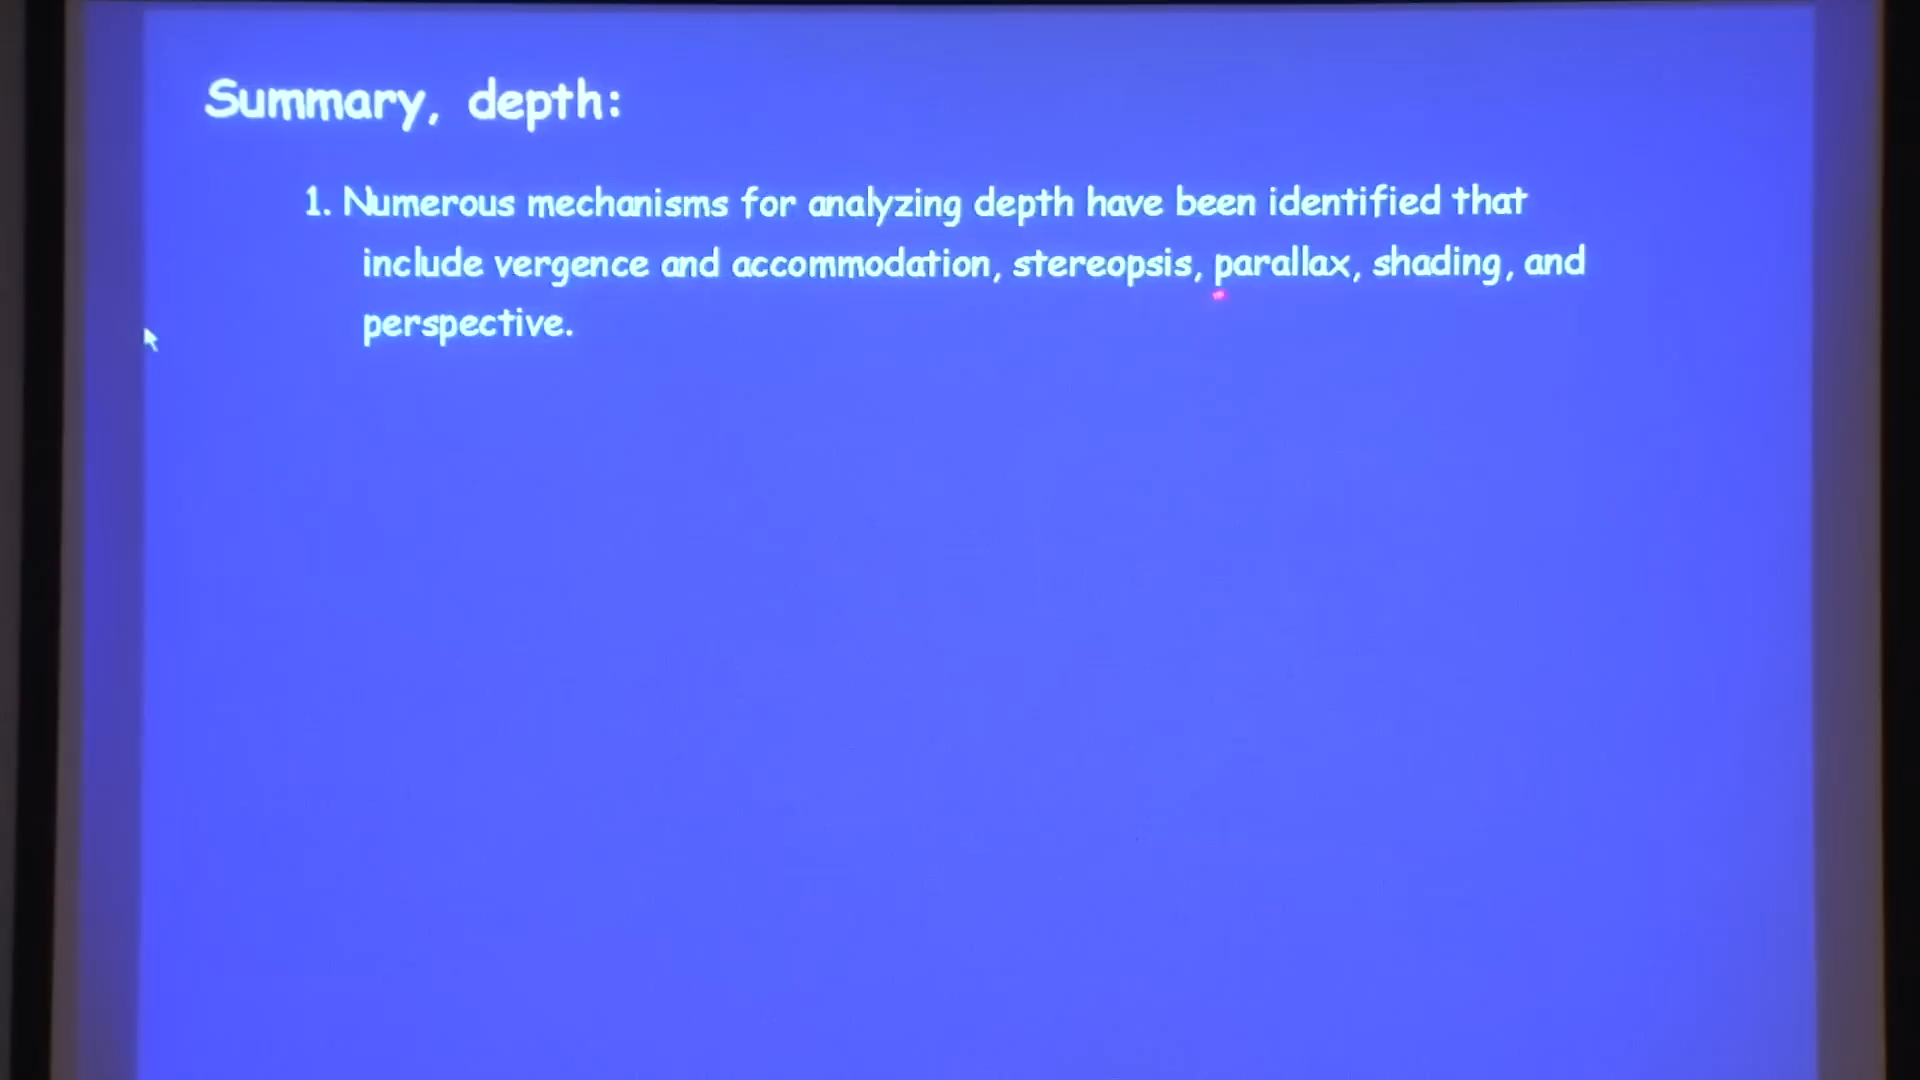 Summary, depth:
1. Numerous mechanisms for analyzing depth have been identified that
include vergence and accommodation, stereopsis, parallax, shading, and
perspective.